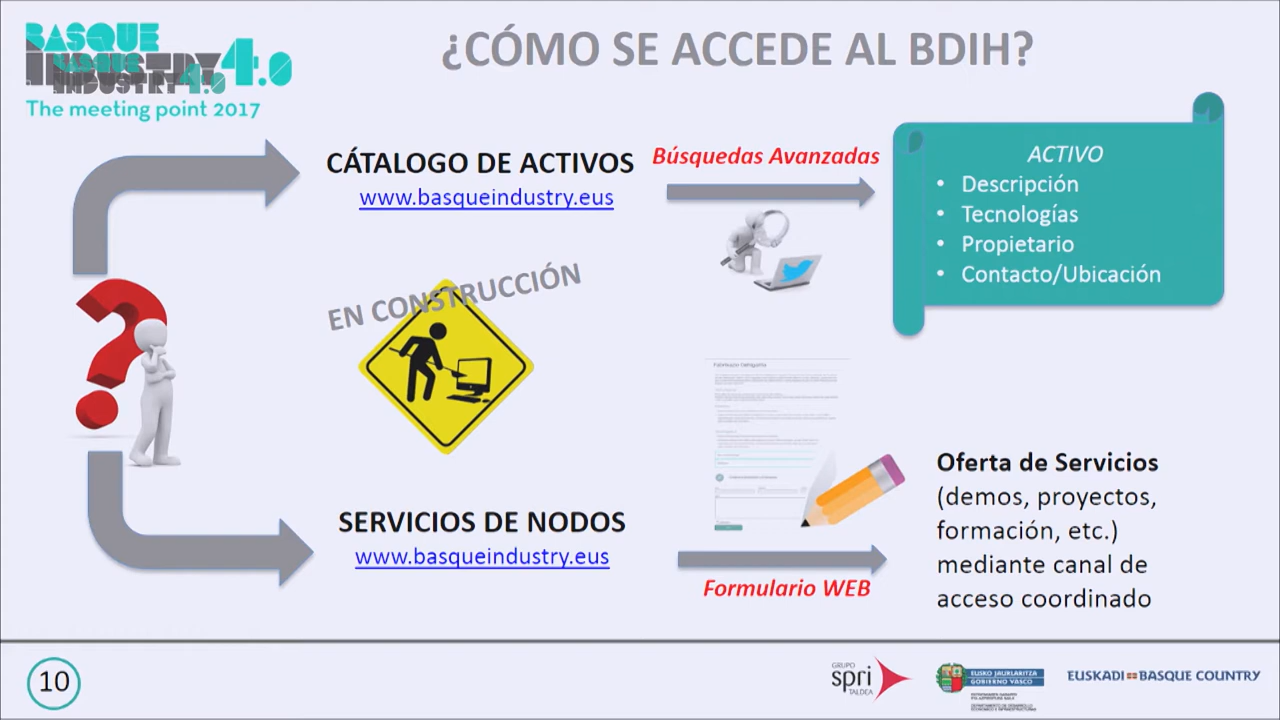 BASQUE
INDUSTRY 4.0
The meeting point 2017
¿CÓMO SE ACCEDE AL BDIH?
CÁTALOGO DE ACTIVOS
www.basqueindustry.eus
Búsquedas Avanzadas
ACTIVO
• Descripción
• Tecnologías
• Propietario
• Contacto/Ubicación
EN CONSTRUCCIÓN
SERVICIOS DE NODOS
www.basqueindustry.eus
Formulario WEB
Oferta de Servicios
(demos, proyectos,
formación, etc.)
mediante canal de
acceso coordinado
10
GRUPO
spri
TALDEA
EUSKO JAURLARITZA
GOBIERNO VASCO
EUSKADI BASQUE COUNTRY